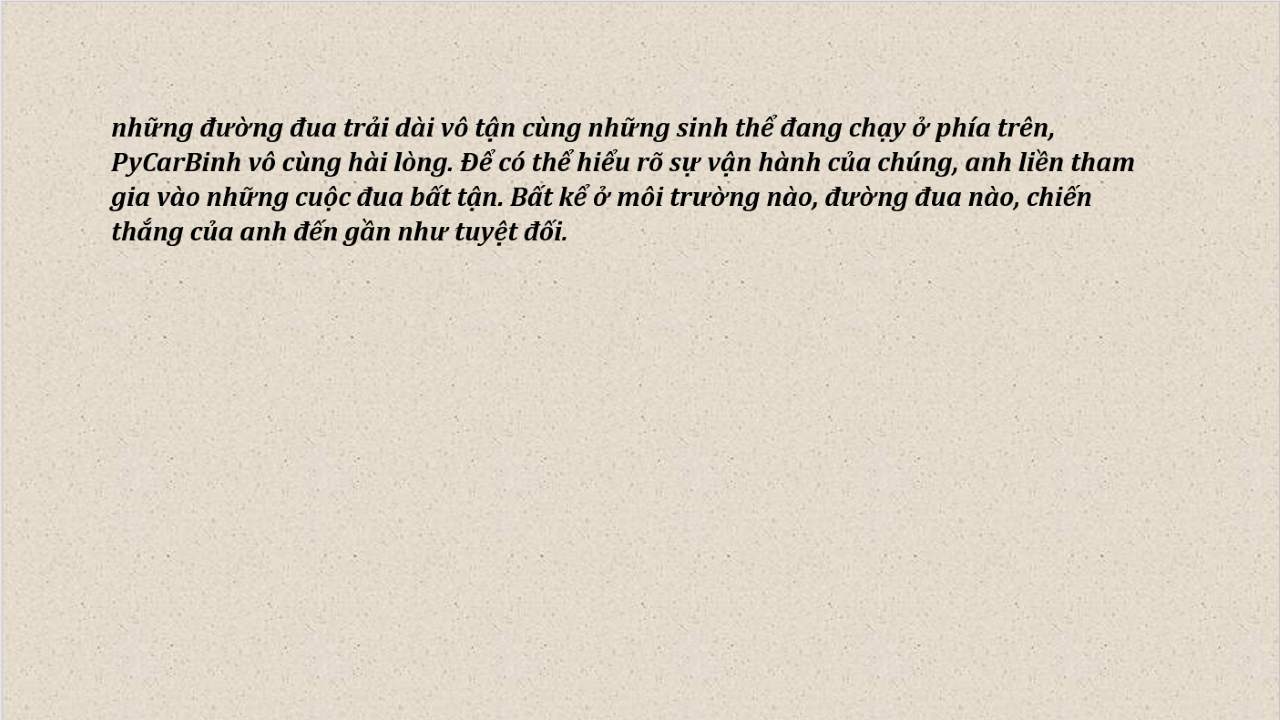 những đường đua trải dài vô tận cùng những sinh thể đang chạy ở phía trên,
PyCarBinh vô cùng hài lòng. Để có thể hiểu rõ sự vận hành của chúng, anh liền tham
gia vào những cuộc đua bất tận. Bất kể ở môi trường nào, đường đua nào, chiến
thắng của anh đến gần như tuyệt đối.